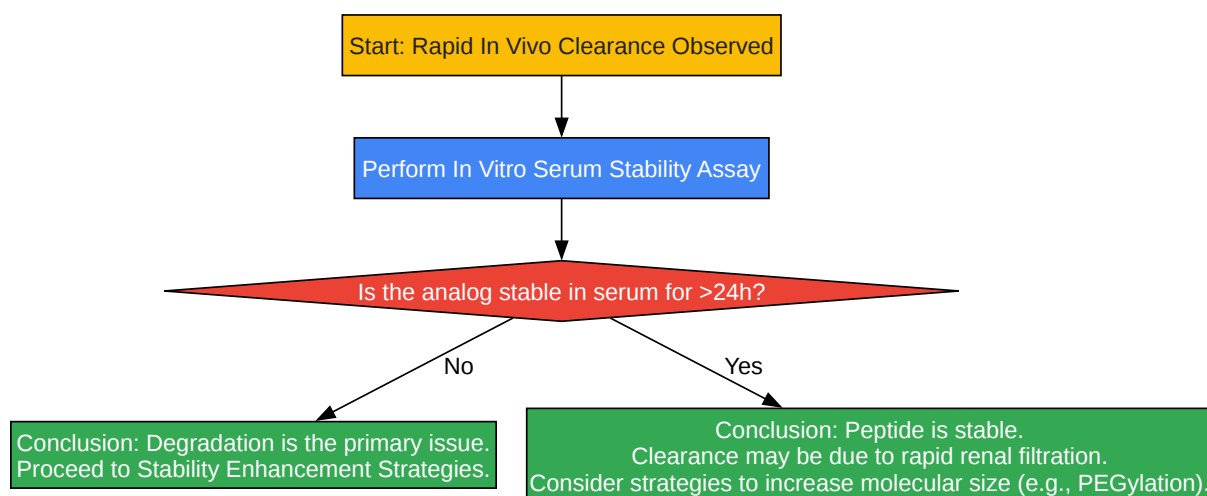 Start: Rapid In Vivo Clearance Observed
Perform In Vitro Serum Stability Assay
Is the analog stable in serum for >24h?
No
Yes
Conclusion: Degradation is the primary issue.
Proceed to Stability Enhancement Strategies.
Conclusion: Peptide is stable.
Clearance may be due to rapid renal filtration.
Consider strategies to increase molecular size (e.g., PEGylation).